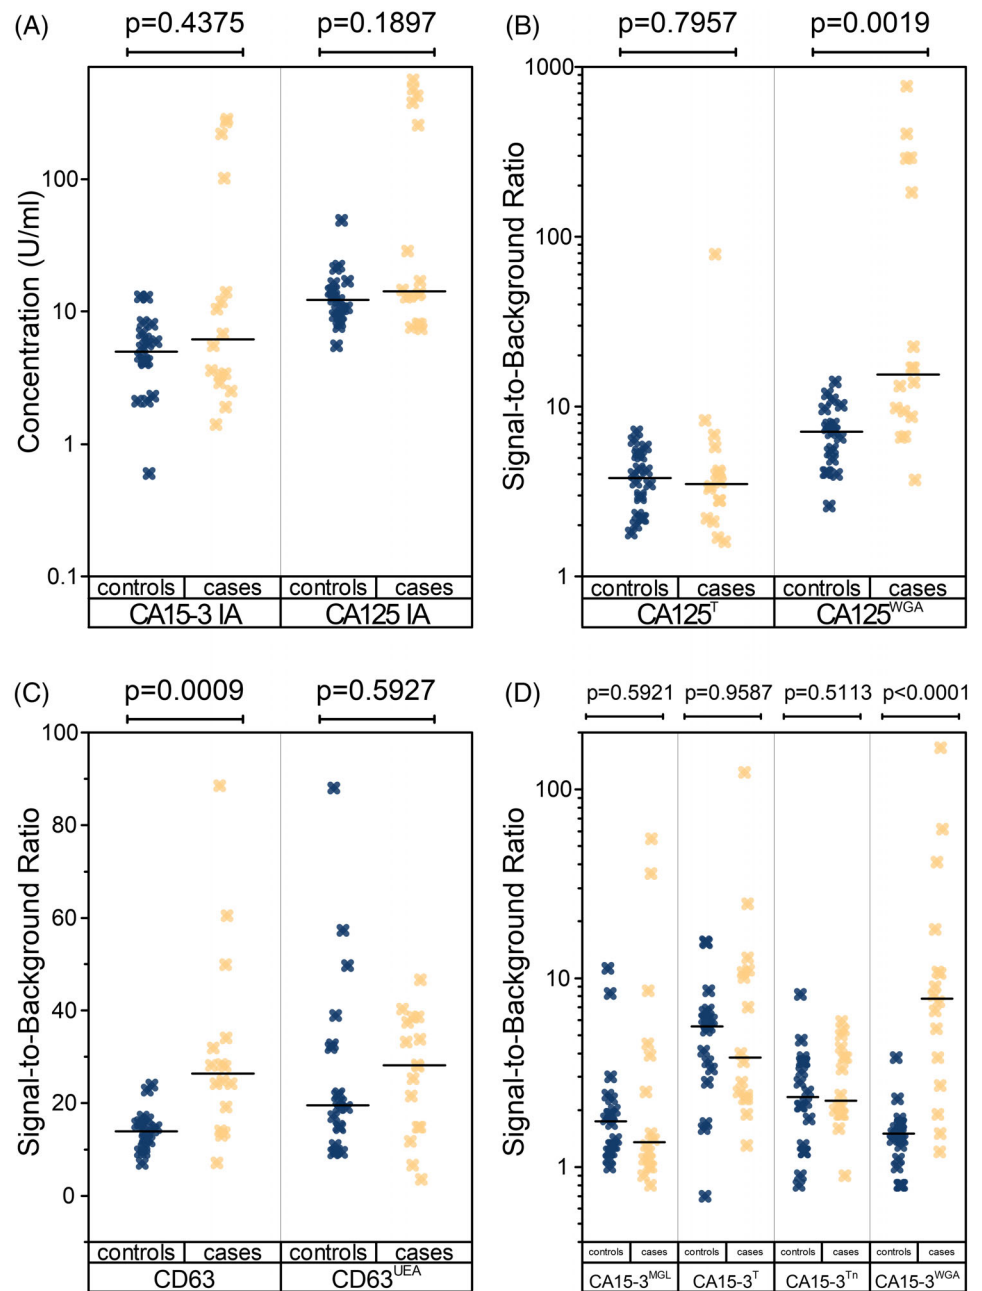 (A)
p=0.4375 p=0.1897
Concentration (U/ml)
100
10
1
0.1
controls cases controls cases
CA15-3 IA CA125 IA
(B)
p=0.7957 p=0.0019
Signal-to-Background Ratio
1000
100
10
1
controls cases controls cases
CA125T CA125WGA
(C)
p=0.0009 p=0.5927
Signal-to-Background Ratio
100
80
60
40
20
0
controls cases controls cases
CD63 CD63UEA
(D)
p=0.5921 p=0.9587 p=0.5113 p<0.0001
Signal-to-Background Ratio
100
10
1
controls cases controls cases controls cases controls cases
CA15-3MGL CA15-3T CA15-3Tn CA15-3WGA